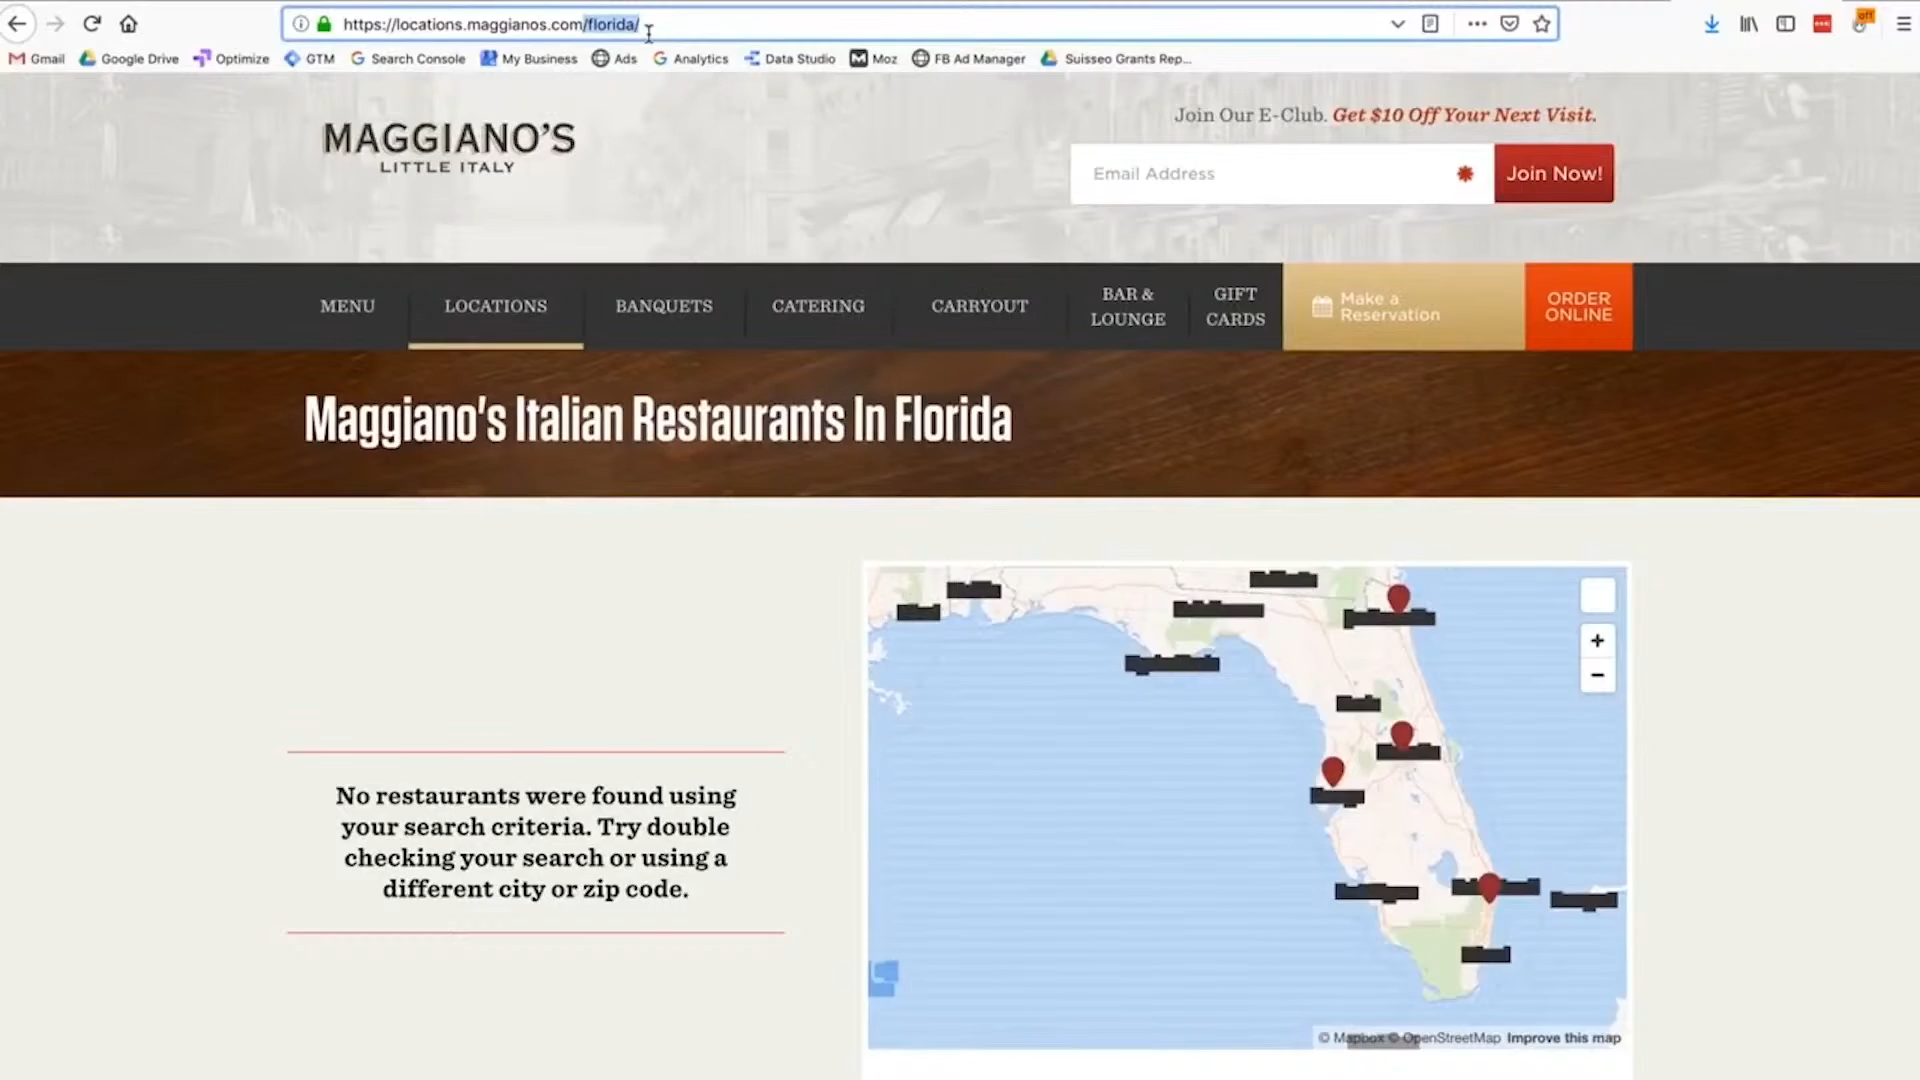 https://locations.maggianos.com/florida/
off
Gmail Google Drive Optimize GTM Search Console My Business Ads Analytics Data Studio Moz FB Ad Manager Suisseo Grants Rep...
MAGGIANO'S
LITTLE ITALY
Join Our E-Club. Get $10 Off Your Next Visit.
Email Address
Join Now!
MENU
LOCATIONS
BANQUETS
CATERING
CARRYOUT
BAR &
LOUNGE
GIFT
CARDS
Make a
Reservation
ORDER
ONLINE
Maggiano's Italian Restaurants In Florida
No restaurants were found using
your search criteria. Try double
checking your search or using a
different city or zip code.
+
−
© Mapbox © OpenStreetMap Improve this map